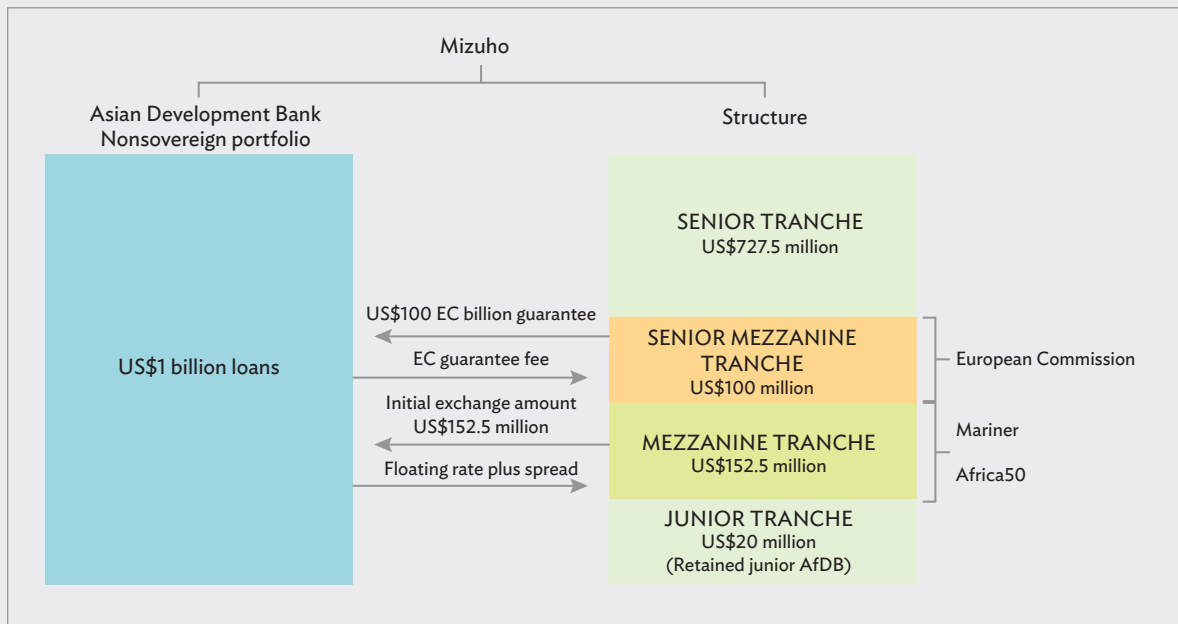 Mizuho
Asian Development Bank
Nonsovereign portfolio
Structure
US$1 billion loans
US$100 EC billion guarantee
EC guarantee fee
Initial exchange amount
US$152.5 million
Floating rate plus spread
SENIOR TRANCHE
US$727.5 million
SENIOR MEZZANINE
TRANCHE
US$100 million
MEZZANINE TRANCHE
US$152.5 million
JUNIOR TRANCHE
US$20 million
(Retained junior AfDB)
European Commission
Mariner
Africa50